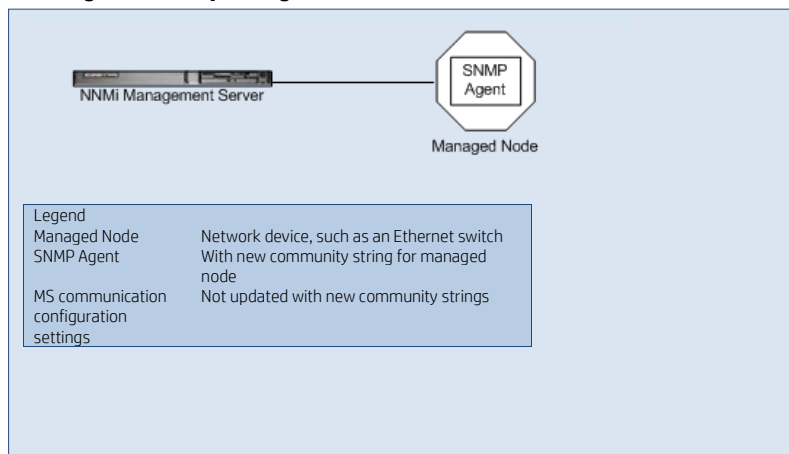 SNMP
Agent
NNMi Management Server
Managed Node
Legend
Managed Node Network device, such as an Ethernet switch
SNMP Agent With new community string for managed
node
MS communication Not updated with new community strings
configuration
settings